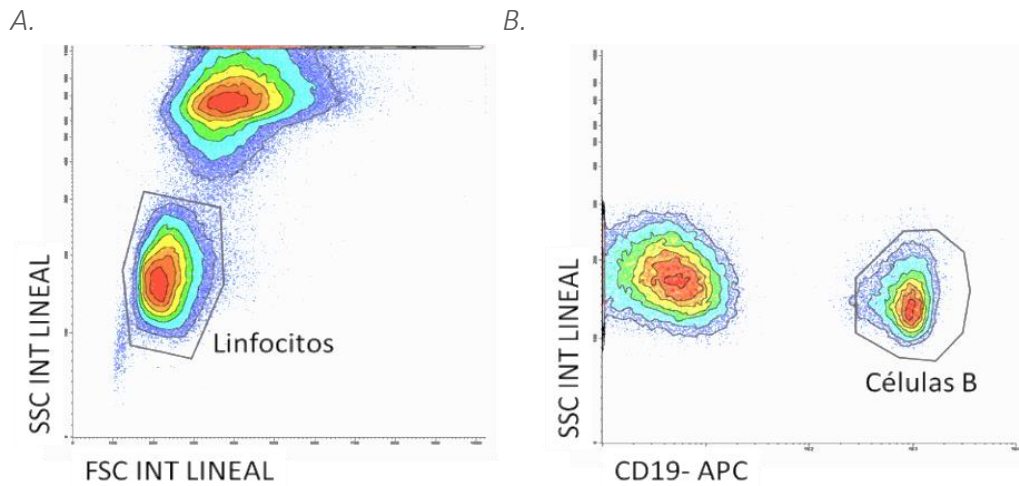 A.
B.
SSC INT LINEAL
Linfocitos
FSC INT LINEAL
SSC INT LINEAL
Células B
CD19- APC